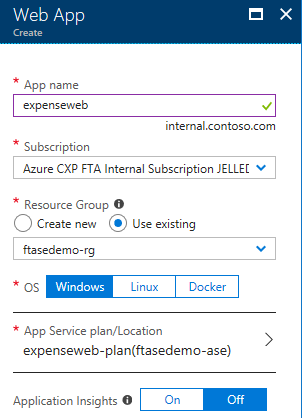 Web App
Create
* App name
expenseweb
internal.contoso.com
* Subscription
Azure CXP FTA Internal Subscription JELLED
* Resource Group
Create new Use existing
ftasedemo-rg
* OS Windows Linux Docker
* App Service plan/Location
expenseweb-plan(ftasedemo-ase)
Application Insights On Off